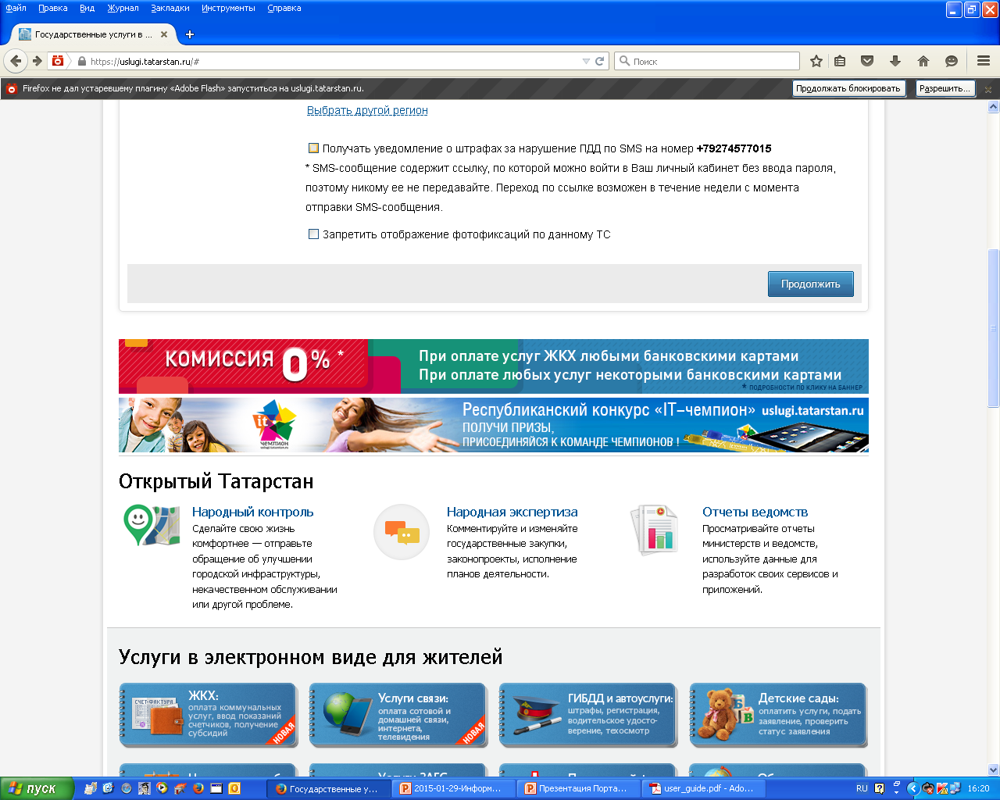 Файл Правка Вид Журнал Закладки Инструменты Справка
Государственные услуги в ...
https://uslugi.tatarstan.ru/#
Поиск
Firefox не дал устаревшему плагину «Adobe Flash» запуститься на uslugi.tatarstan.ru.
Продолжать блокировать
Разрешить...
Выбрать другой регион
Получать уведомление о штрафах за нарушение ПДД по SMS на номер +79274577015
* SMS-сообщение содержит ссылку, по которой можно войти в Ваш личный кабинет без ввода пароля,
поэтому никому ее не передавайте. Переход по ссылке возможен в течение недели с момента
отправки SMS-сообщения.
Запретить отображение фотофиксаций по данному ТС
Продолжить
КОМИССИЯ 0% *
При оплате услуг ЖКХ любыми банковскими картами
При оплате любых услуг некоторыми банковскими картами
* ПОДРОБНОСТИ ПО КЛИКУ НА БАННЕР
it
чемпион
uslugi.tatarstan.ru
Республиканский конкурс «IT-чемпион» uslugi.tatarstan.ru
ПОЛУЧИ ПРИЗЫ,
ПРИСОЕДИНЯЙСЯ К КОМАНДЕ ЧЕМПИОНОВ !
Открытый Татарстан
Народный контроль
Сделайте свою жизнь
комфортнее — отправьте
обращение об улучшении
городской инфраструктуры,
некачественном обслуживании
или другой проблеме.
Народная экспертиза
Комментируйте и изменяйте
государственные закупки,
законопроекты, исполнение
планов деятельности.
Отчеты ведомств
Просматривайте отчеты
министерств и ведомств,
используйте данные для
разработок своих сервисов и
приложений.
Услуги в электронном виде для жителей
СЧЕТ-ФАКТУРА
ЖКХ:
оплата коммунальных
услуг, ввод показаний
счетчиков, получение
субсидий
НОВАЯ
Услуги связи:
оплата сотовой и
домашней связи,
интернета,
телевидения
НОВАЯ
ГИБДД и автоуслуги:
штрафы, регистрация,
водительское удосто-
верение, техосмотр
Детские сады:
оплатить услуги, подать
заявление, проверить
статус заявления
пуск
Государственные у...
2015-01-29-Информ...
Презентация Порта...
user_guide.pdf - Ado...
RU
16:20